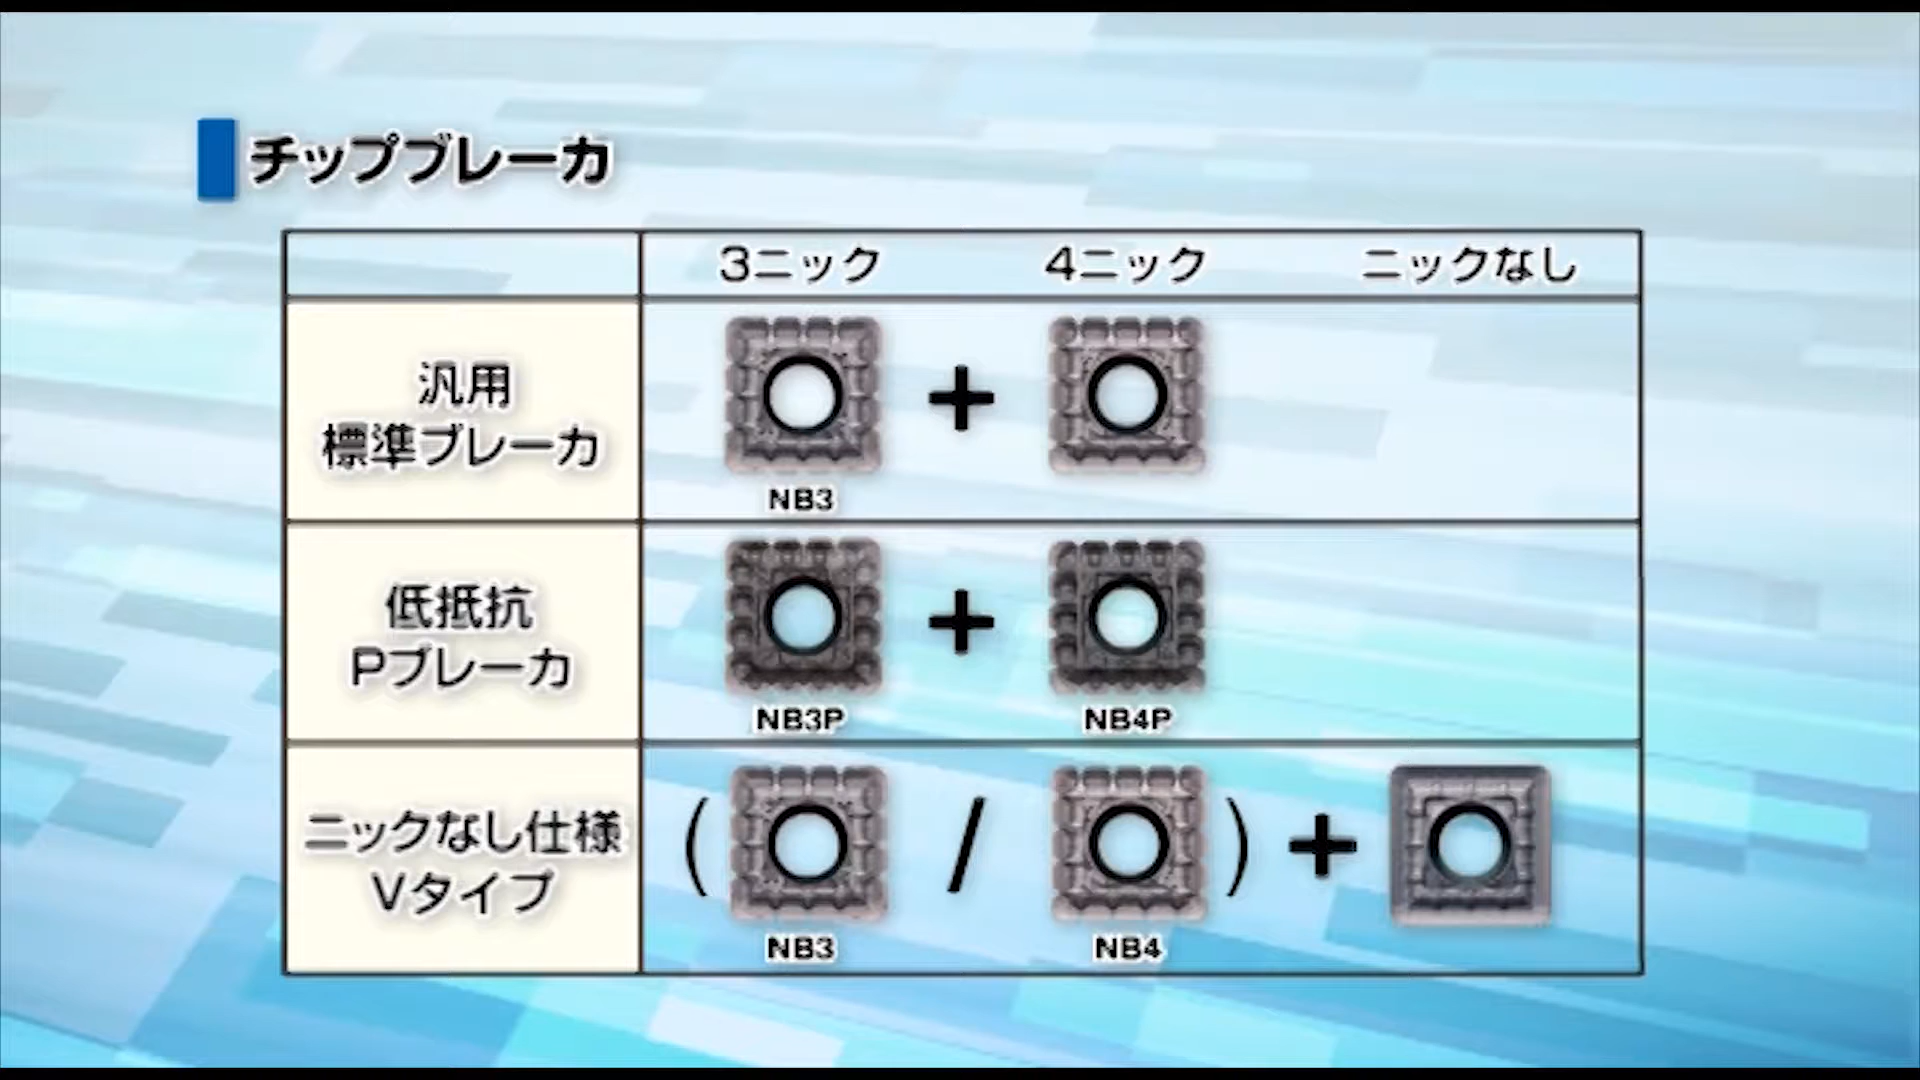 チップブレーカ
3ニック 4ニック ニックなし
汎用
標準ブレーカ
+
NB3
低抵抗
Pブレーカ
+
NB3P NB4P
ニックなし仕様
Vタイプ
( / ) +
NB3 NB4